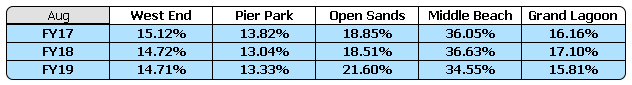 Aug West End Pier Park Open Sands Middle Beach Grand Lagoon
FY17 15.12% 13.82% 18.85% 36.05% 16.16%
FY18 14.72% 13.04% 18.51% 36.63% 17.10%
FY19 14.71% 13.33% 21.60% 34.55% 15.81%